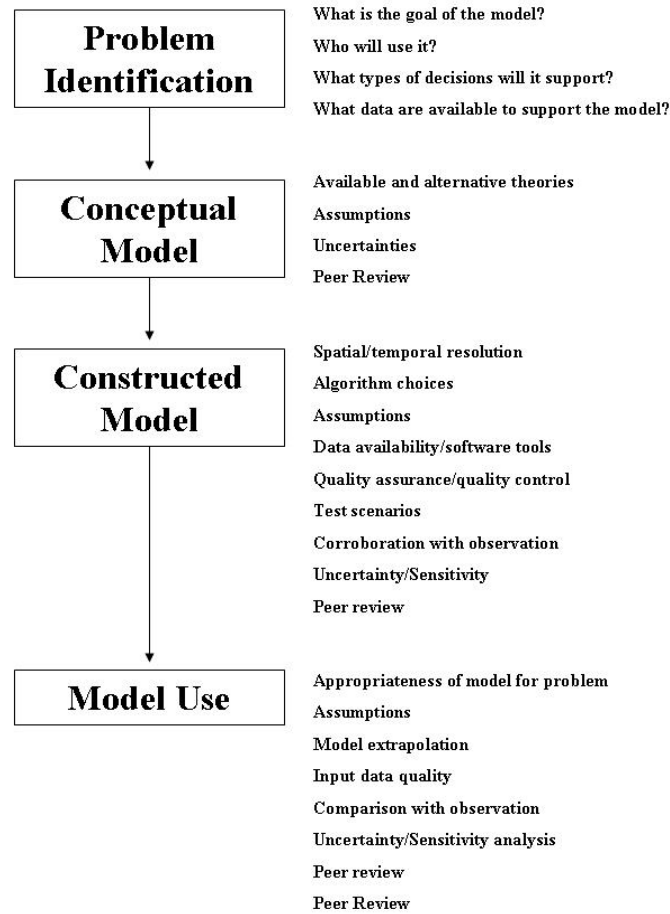 Problem
Identification
What is the goal of the model?
Who will use it?
What types of decisions will it support?
What data are available to support the model?
Conceptual
Model
Available and alternative theories
Assumptions
Uncertainties
Peer Review
Constructed
Model
Spatial/temporal resolution
Algorithm choices
Assumptions
Data availability/software tools
Quality assurance/quality control
Test scenarios
Corroboration with observation
Uncertainty/Sensitivity
Peer review
Model Use
Appropriateness of model for problem
Assumptions
Model extrapolation
Input data quality
Comparison with observation
Uncertainty/Sensitivity analysis
Peer review
Peer Review